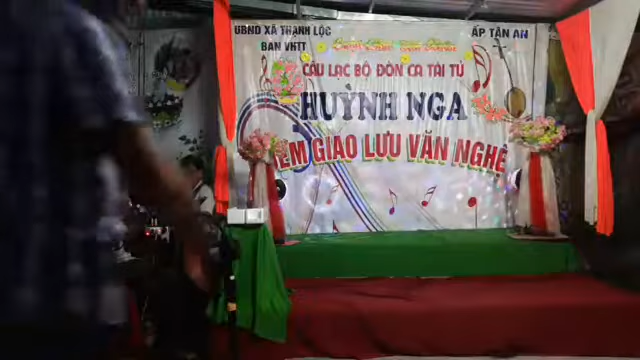 UBND XÃ THẠNH LỘC
ẤP TÂN AN
BAN VHTT
CÂU LẠC BỘ ĐỜN CA TÀI TỬ
HUỲNH NGA
ĐÊM GIAO LƯU VĂN NGHỆ